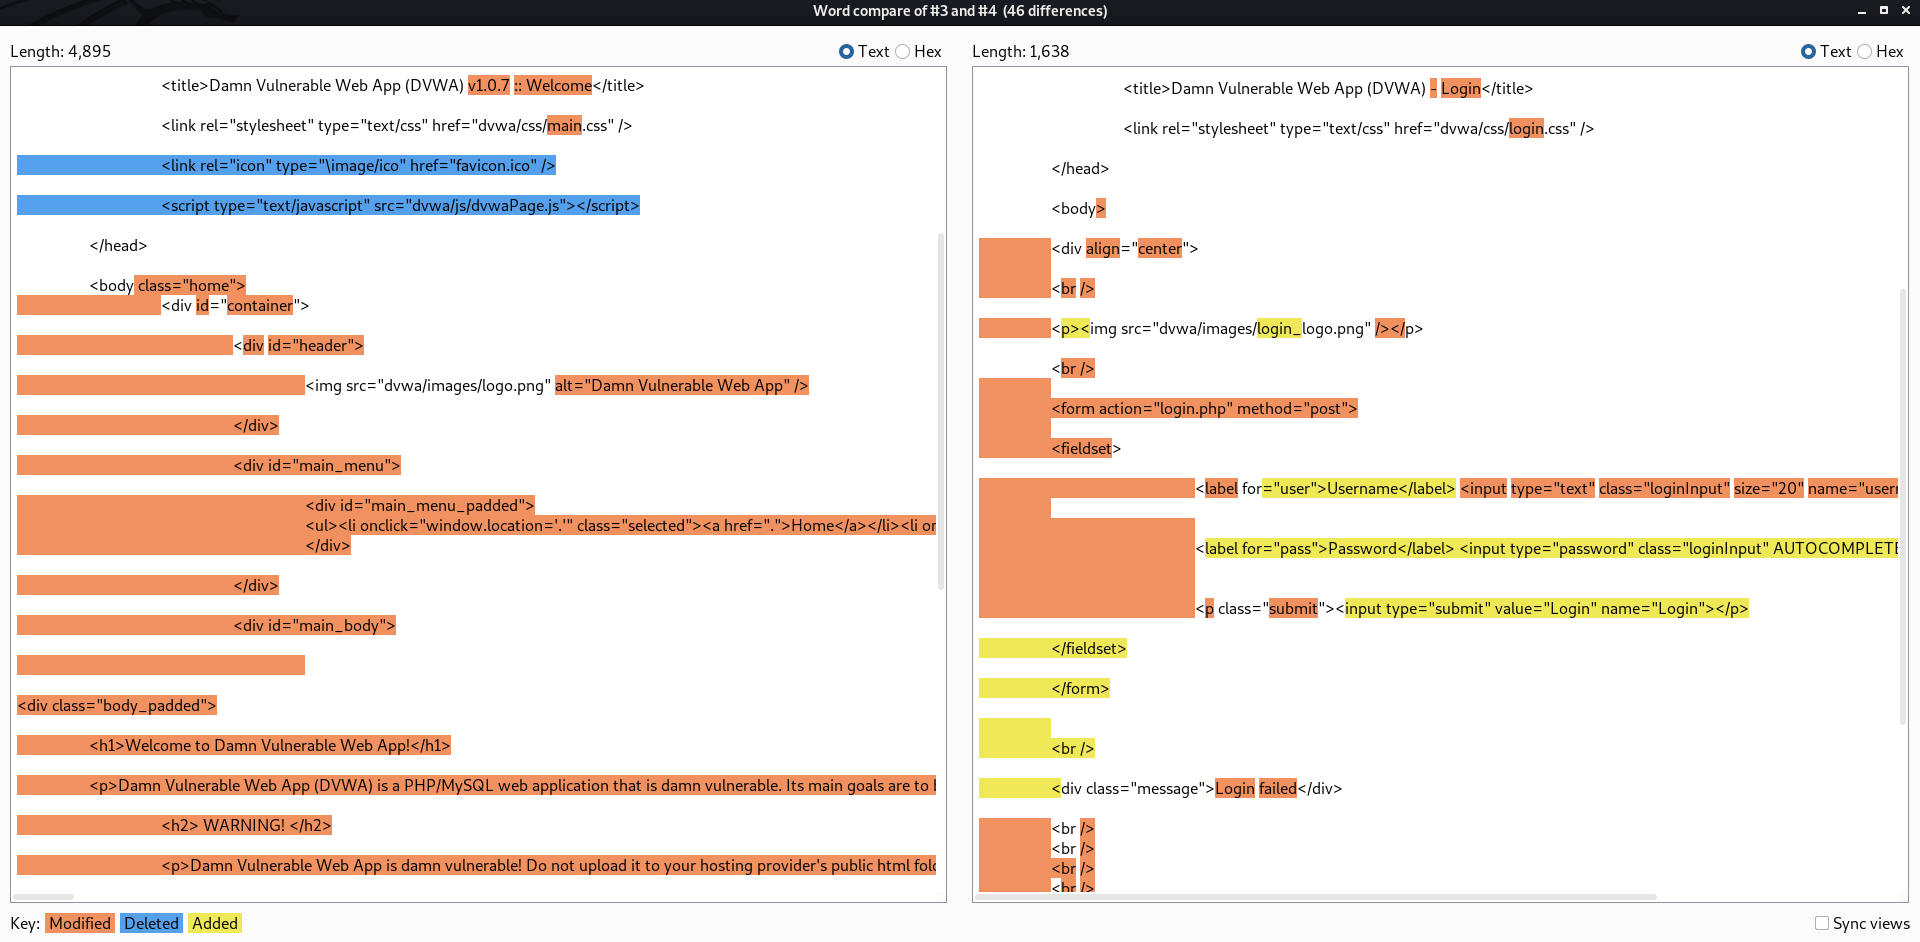 Word compare of #3 and #4 (46 differences)
Length: 4,895
Text
Hex
<title>Damn Vulnerable Web App (DVWA) v1.0.7 :: Welcome</title>
<link rel="stylesheet" type="text/css" href="dvwa/css/main.css" />
<link rel="icon" type="\image/ico" href="favicon.ico" />
<script type="text/javascript" src="dvwa/js/dvwaPage.js"></script>
</head>
<body class="home">
<div id="container">
<div id="header">
<img src="dvwa/images/logo.png" alt="Damn Vulnerable Web App" />
</div>
<div id="main_menu">
<div id="main_menu_padded">
<ul><li onclick="window.location='.'" class="selected"><a href=".">Home</a></li><li or
</div>
</div>
<div id="main_body">
<div class="body_padded">
<h1>Welcome to Damn Vulnerable Web App!</h1>
<p>Damn Vulnerable Web App (DVWA) is a PHP/MySQL web application that is damn vulnerable. Its main goals are to
<h2> WARNING! </h2>
<p>Damn Vulnerable Web App is damn vulnerable! Do not upload it to your hosting provider's public html
Length: 1,638
Text
Hex
<title>Damn Vulnerable Web App (DVWA) - Login</title>
<link rel="stylesheet" type="text/css" href="dvwa/css/login.css" />
</head>
<body>
<div align="center">
<br />
<p><img src="dvwa/images/login_logo.png" /></p>
<br />
<form action="login.php" method="post">
<fieldset>
<label for="user">Username</label> <input type="text" class="loginInput" size="20"
<label for="pass">Password</label> <input type="password" class="loginInput" AUTOCOMPLETE
<p class="submit"><input type="submit" value="Login" name="Login"></p>
</fieldset>
</form>
<br />
<div class="message">Login failed</div>
<br />
<br />
<br />
<br />
Key: Modified Deleted Added
Sync views